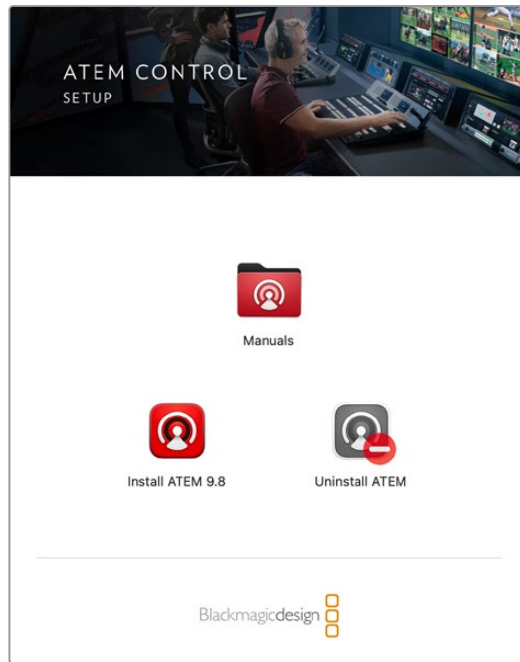 ATEM CONTROL
SETUP
Manuals
Install ATEM 9.8
Uninstall ATEM
Blackmagicdesign